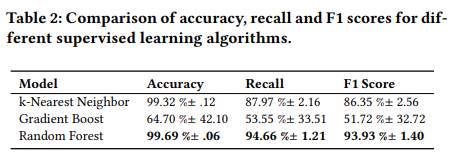 Table 2: Comparison of accuracy, recall and F1 scores for dif-
ferent supervised learning algorithms.
Model Accuracy Recall F1 Score
k-Nearest Neighbor 99.32 %± .12 87.97 %± 2.16 86.35 %± 2.56
Gradient Boost 64.70 %± 42.10 53.55 %± 33.51 51.72 %± 32.72
Random Forest 99.69 %± .06 94.66 %± 1.21 93.93 %± 1.40